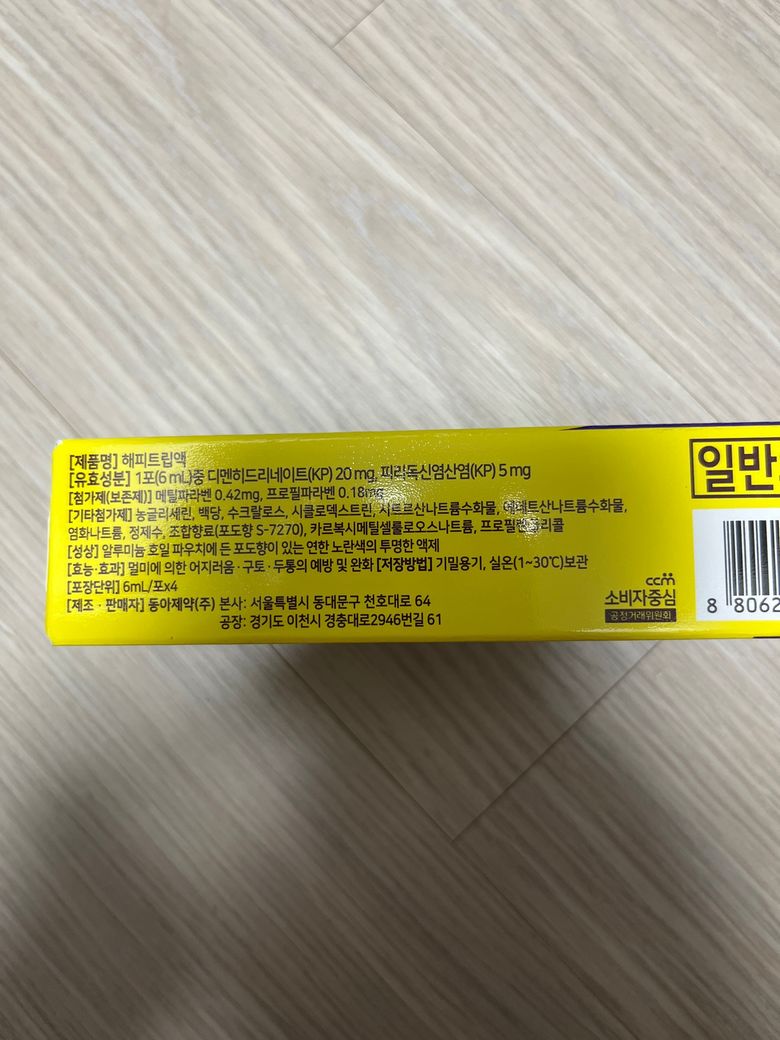 [제품명] 해피트립액
[유효성분] 1포(6 mL)중 디멘히드리네이트(KP) 20 mg, 피리독신염산염(KP) 5 mg
[첨가제(보존제)] 메틸파라벤 0.42mg, 프로필파라벤 0.18mg
[기타첨가제] 농글리세린, 백당, 수크랄로스, 시클로덱스트린, 시트르산나트륨수화물, 에데트산나트륨수화물,
염화나트륨, 정제수, 조합향료(포도향 S-7270), 카르복시메틸셀룰로오스나트륨, 프로필렌글리콜
[성상] 알루미늄 호일 파우치에 든 포도향이 있는 연한 노란색의 투명한 액제
[효능·효과] 멀미에 의한 어지러움·구토·두통의 예방 및 완화 [저장방법] 기밀용기, 실온(1~30℃)보관
[포장단위] 6mL/포x4
[제조·판매자] 동아제약(주) 본사: 서울특별시 동대문구 천호대로 64
공장: 경기도 이천시 경충대로2946번길 61
ccm
소비자중심
공정거래위원회
일반
8 8062